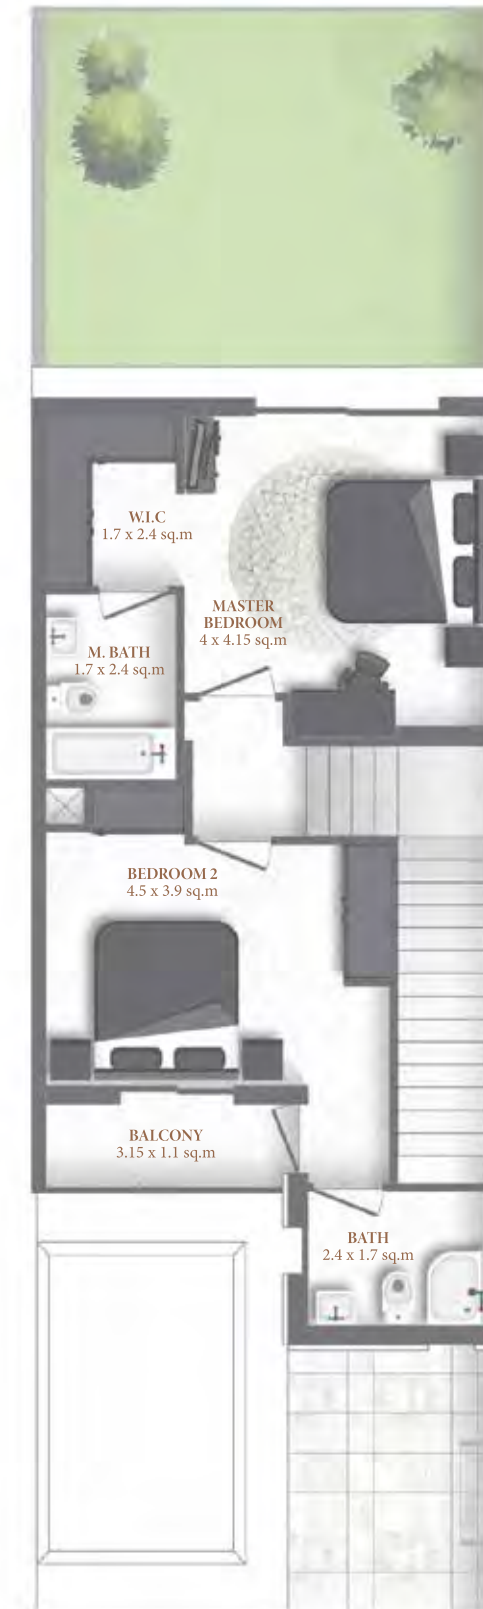 W.I.C
1.7 x 2.4 sq.m
MASTER
BEDROOM
4 x 4.15 sq.m
M. BATH
1.7 x 2.4 sq.m
BEDROOM 2
4.5 x 3.9 sq.m
BALCONY
3.15 x 1.1 sq.m
BATH
2.4 x 1.7 sq.m